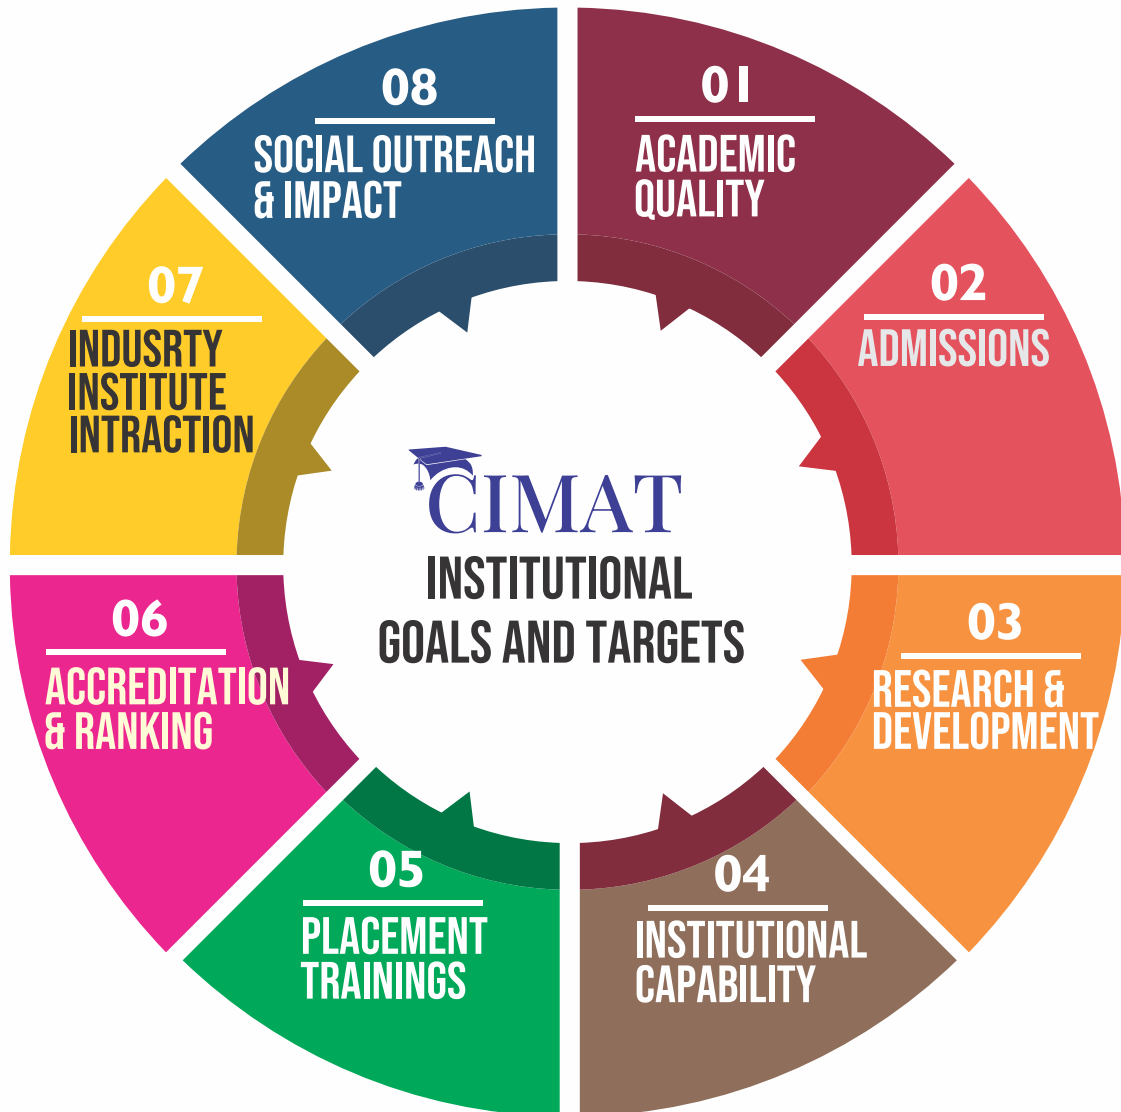 CIMAT
INSTITUTIONAL
GOALS AND TARGETS
01
ACADEMIC
QUALITY
02
ADMISSIONS
03
RESEARCH &
DEVELOPMENT
04
INSTITUTIONAL
CAPABILITY
05
PLACEMENT
TRAININGS
06
ACCREDITATION
& RANKING
07
INDUSRTY
INSTITUTE
INTRACTION
08
SOCIAL OUTREACH
& IMPACT